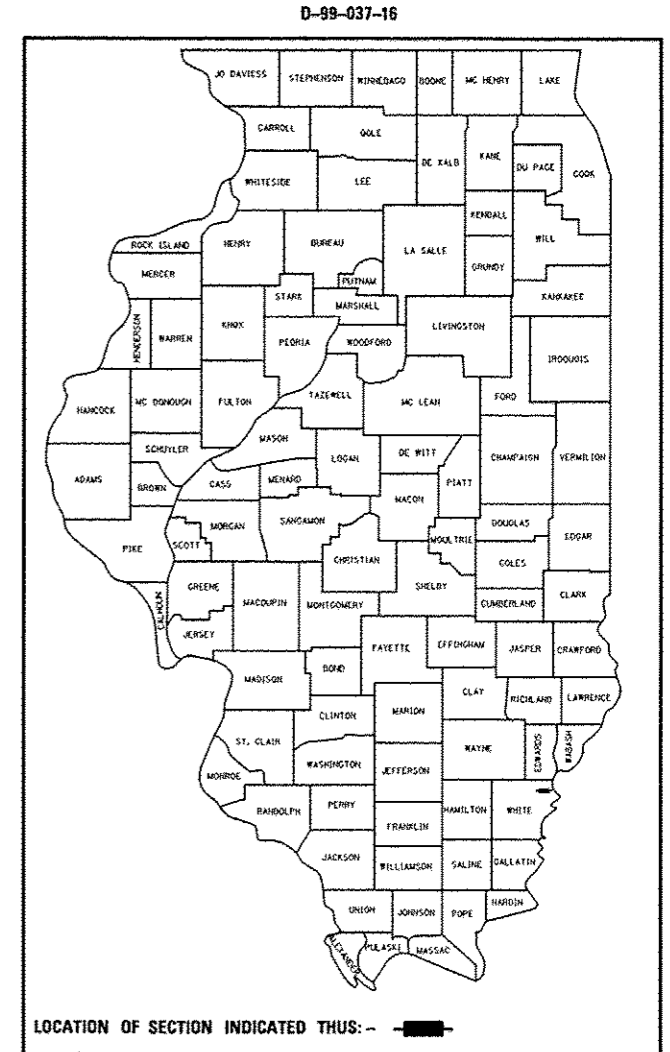 D-99-037-16
JO DAVIESS STEPHENSON WINNEBAGO BOONE MC HENRY LAKE
CARROLL OGLE
DE KALB KANE DU PAGE COOK
WHITESIDE LEE
KENDALL
ROCK ISLAND HENRY BUREAU LA SALLE WILL
MERCER PUTNAM GRUNDY
STARK MARSHALL KANKAKEE
HENDERSON WARREN KNOX PEORIA WOODFORD LIVINGSTON IROQUOIS
HANCOCK MC DONOUGH FULTON TAZEWELL MC LEAN FORD
MASON
SCHUYLER LOGAN DE WITT CHAMPAIGN VERMILION
ADAMS BROWN CASS MENARD PIATT
MACON
MORGAN SANGAMON DOUGLAS
PIKE SCOTT CHRISTIAN MOULTRIE EDGAR
COLES
GREENE SHELBY
CALHOUN MACOUPIN MONTGOMERY CUMBERLAND CLARK
JERSEY FAYETTE EFFINGHAM JASPER CRAWFORD
BOND
MADISON CLAY RICHLAND LAWRENCE
CLINTON MARION
ST. CLAIR WAYNE EDWARDS WABASH
WASHINGTON JEFFERSON
MONROE
RANDOLPH PERRY HAMILTON WHITE
FRANKLIN
JACKSON WILLIAMSON SALINE GALLATIN
HARDIN
UNION JOHNSON POPE
ALEXANDER PULASKI MASSAC
LOCATION OF SECTION INDICATED THUS: -